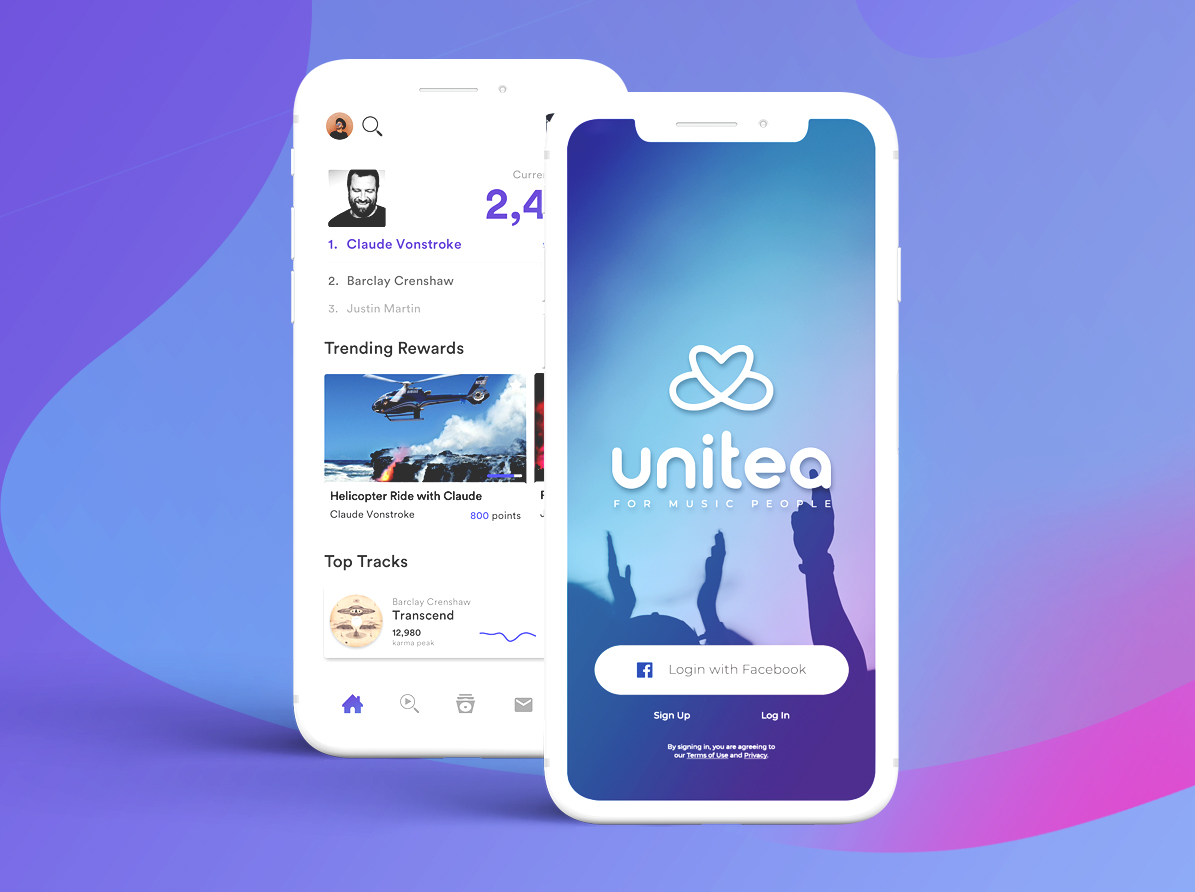 Curre
2,4
1. Claude Vonstroke
2. Barclay Crenshaw
3. Justin Martin
Trending Rewards
Helicopter Ride with Claude
Claude Vonstroke
800 points
Top Tracks
Barclay Crenshaw
Transcend
12,980
karma peak
unitea
FOR MUSIC PEOPLE
Login with Facebook
Sign Up
Log In
By signing in, you are agreeing to
our Terms of Use and Privacy.